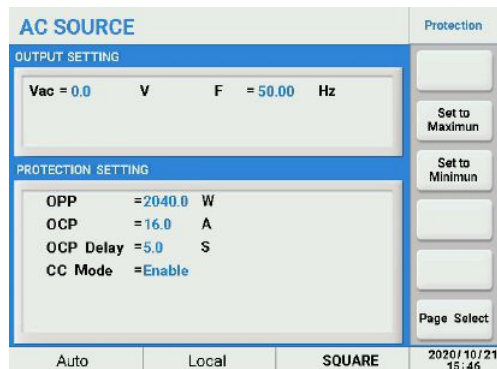 AC SOURCE
Protection
OUTPUT SETTING
Vac = 0.0 V F = 50.00 Hz
Set to
Maximun
Set to
Minimun
PROTECTION SETTING
OPP =2040.0 W
OCP =16.0 A
OCP Delay =5.0 S
CC Mode =Enable
Page Select
Auto Local SQUARE 2020/10/21
15:46